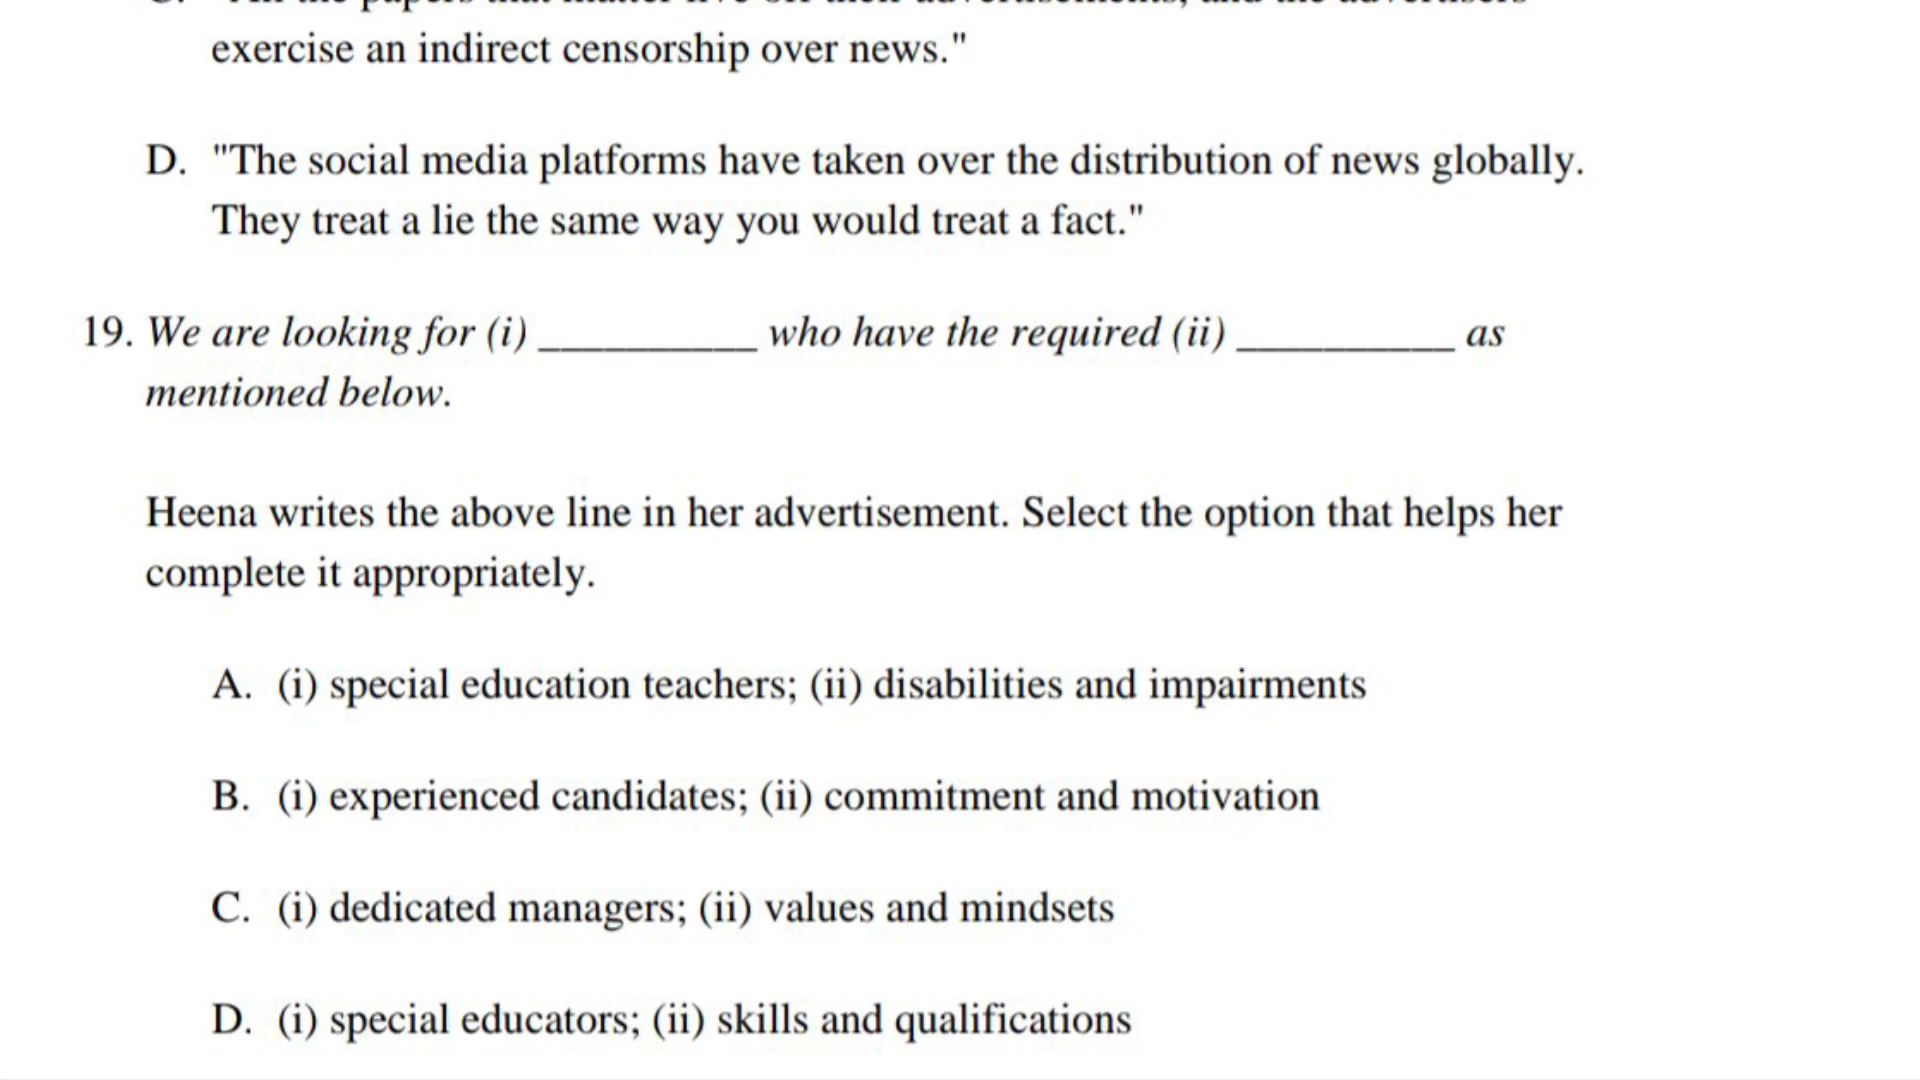 exercise an indirect censorship over news."
D. "The social media platforms have taken over the distribution of news globally.
They treat a lie the same way you would treat a fact."
19. We are looking for (i) __________ who have the required (ii) __________ as
mentioned below.
Heena writes the above line in her advertisement. Select the option that helps her
complete it appropriately.
A. (i) special education teachers; (ii) disabilities and impairments
B. (i) experienced candidates; (ii) commitment and motivation
C. (i) dedicated managers; (ii) values and mindsets
D. (i) special educators; (ii) skills and qualifications